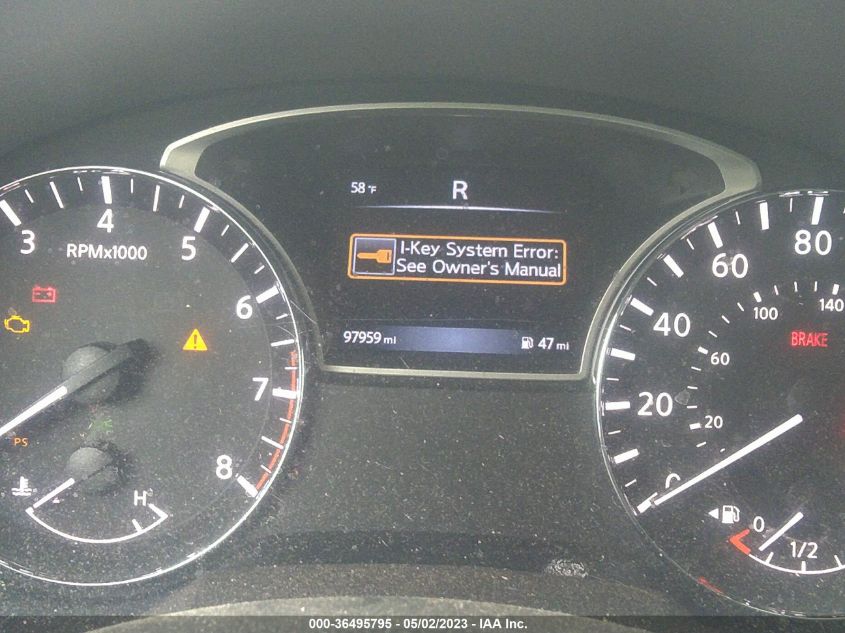 58 °F
R
I-Key System Error:
See Owner's Manual
97959 mi
47 mi
3
4
5
6
7
8
RPMx1000
PS
H
0
20
40
60
80
20
60
100
140
BRAKE
0
1/2
000-36495795 - 05/02/2023 - IAA Inc.